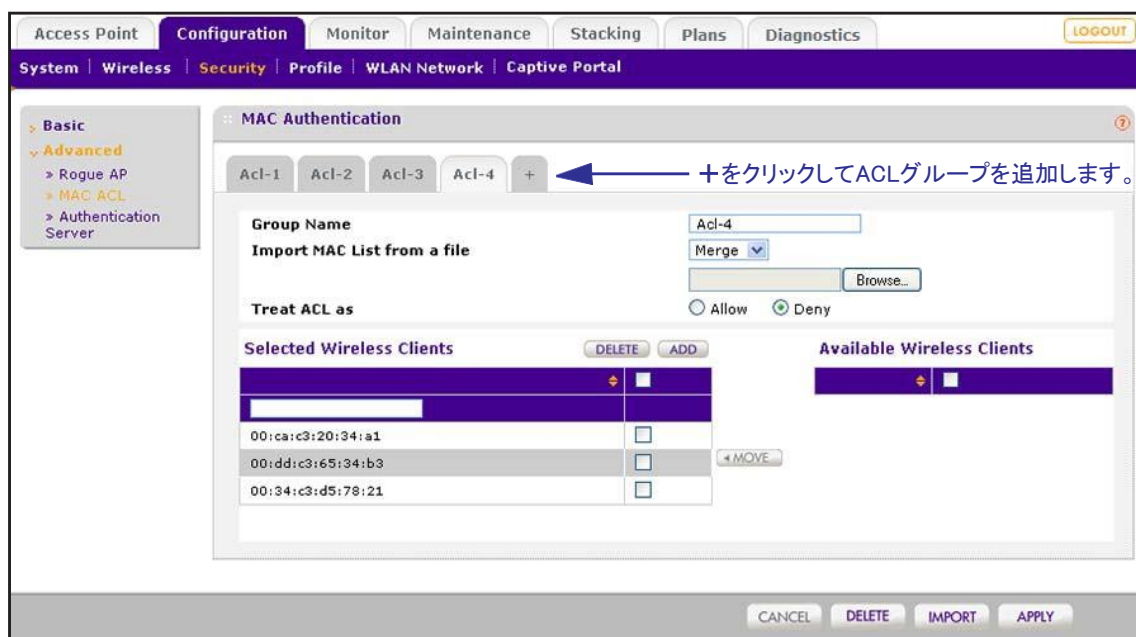 Access Point Configuration Monitor Maintenance Stacking Plans Diagnostics LOGOUT
System | Wireless | Security | Profile | WLAN Network | Captive Portal
Basic
Advanced
» Rogue AP
» MAC ACL
» Authentication
Server
MAC Authentication
?
Acl-1 Acl-2 Acl-3 Acl-4 +
+をクリックしてACLグループを追加します。
Group Name Acl-4
Import MAC List from a file Merge
Browse...
Treat ACL as Allow Deny
Selected Wireless Clients DELETE ADD
00:ca:c3:20:34:a1
00:dd:c3:65:34:b3
00:34:c3:d5:78:21
MOVE
Available Wireless Clients
CANCEL DELETE IMPORT APPLY